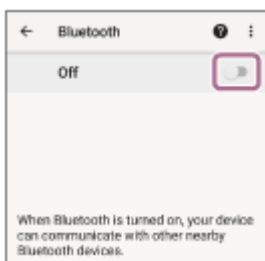 Bluetooth
Off
When Bluetooth is turned on, your device
can communicate with other nearby
Bluetooth devices.